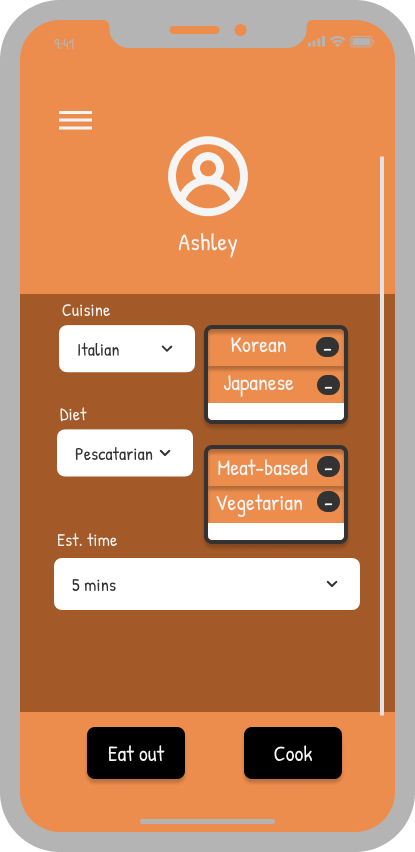 9:41
Ashley
Cuisine
Italian
Korean
Japanese
Diet
Pescatarian
Meat-based
Vegetarian
Est. time
5 mins
Eat out
Cook